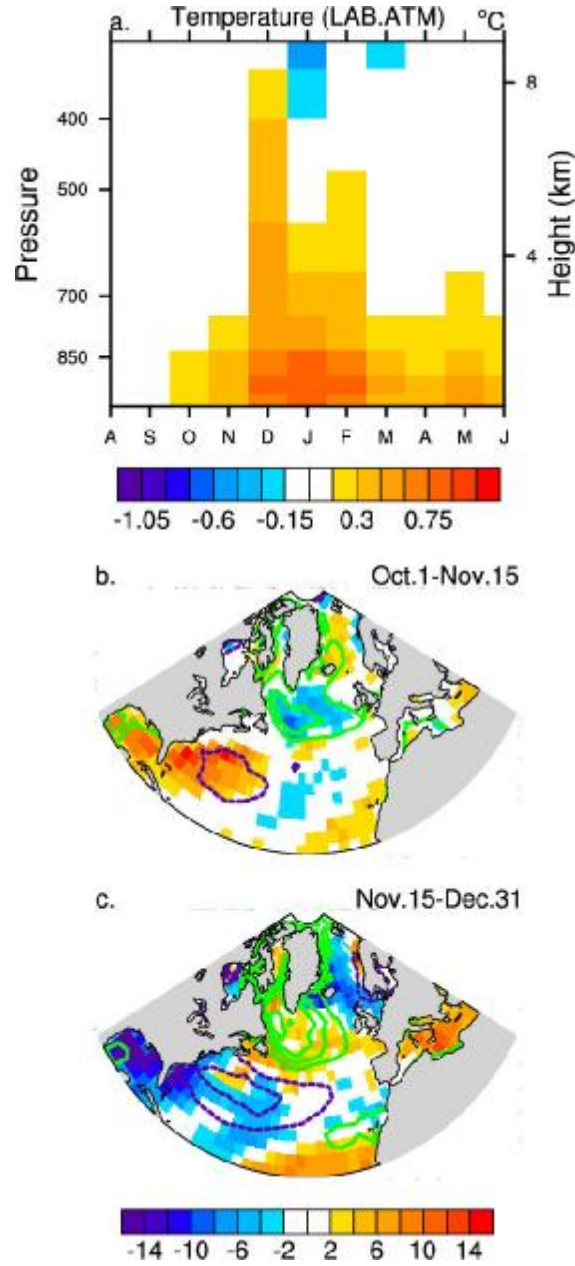 a. Temperature (LAB.ATM) °C
Pressure
400
500
700
850
Height (km)
8
4
A S O N D J F M A M J
-1.05 -0.6 -0.15 0.3 0.75
b. Oct.1-Nov.15
c. Nov.15-Dec.31
-14 -10 -6 -2 2 6 10 14